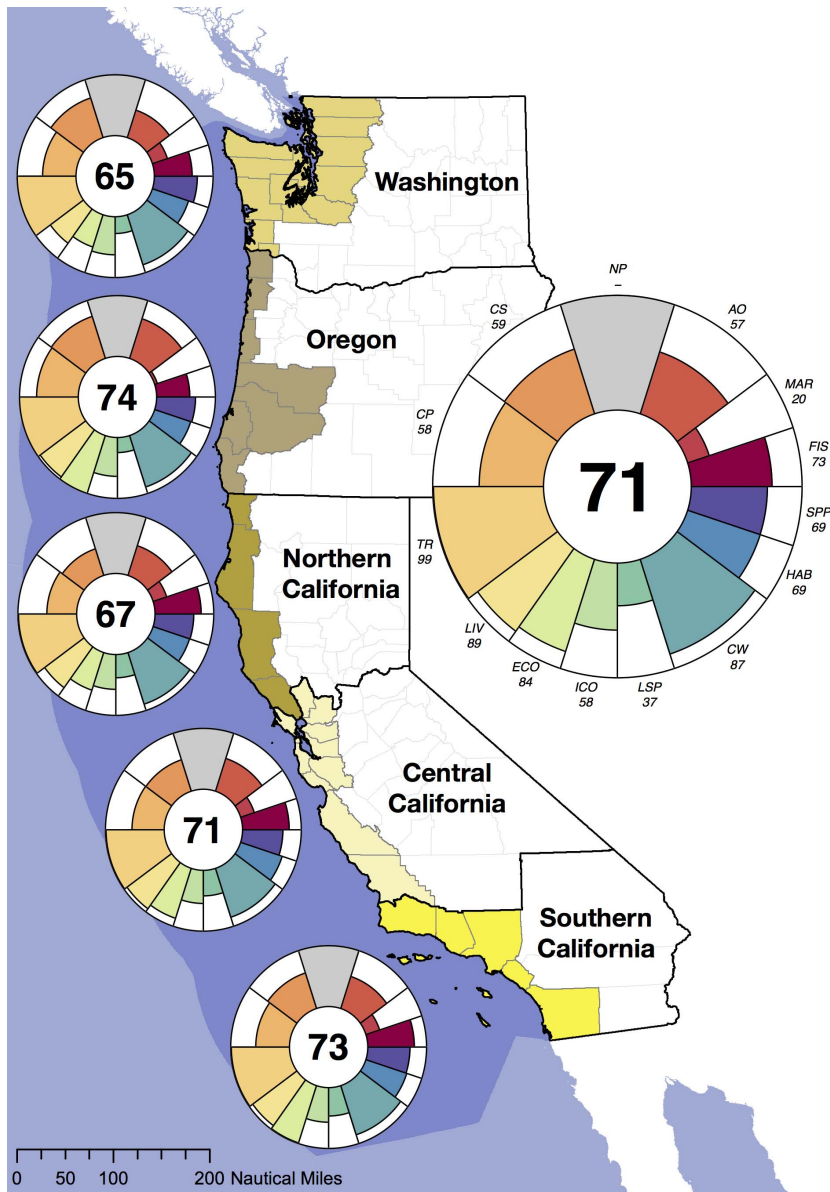 65
Washington
NP
–
CS
59
AO
57
74
Oregon
MAR
20
CP
58
FIS
73
71
SPP
69
TR
99
HAB
69
67
Northern
California
LIV
89
CW
87
ECO
84
ICO
58
LSP
37
71
Central
California
73
Southern
California
0 50 100 200 Nautical Miles